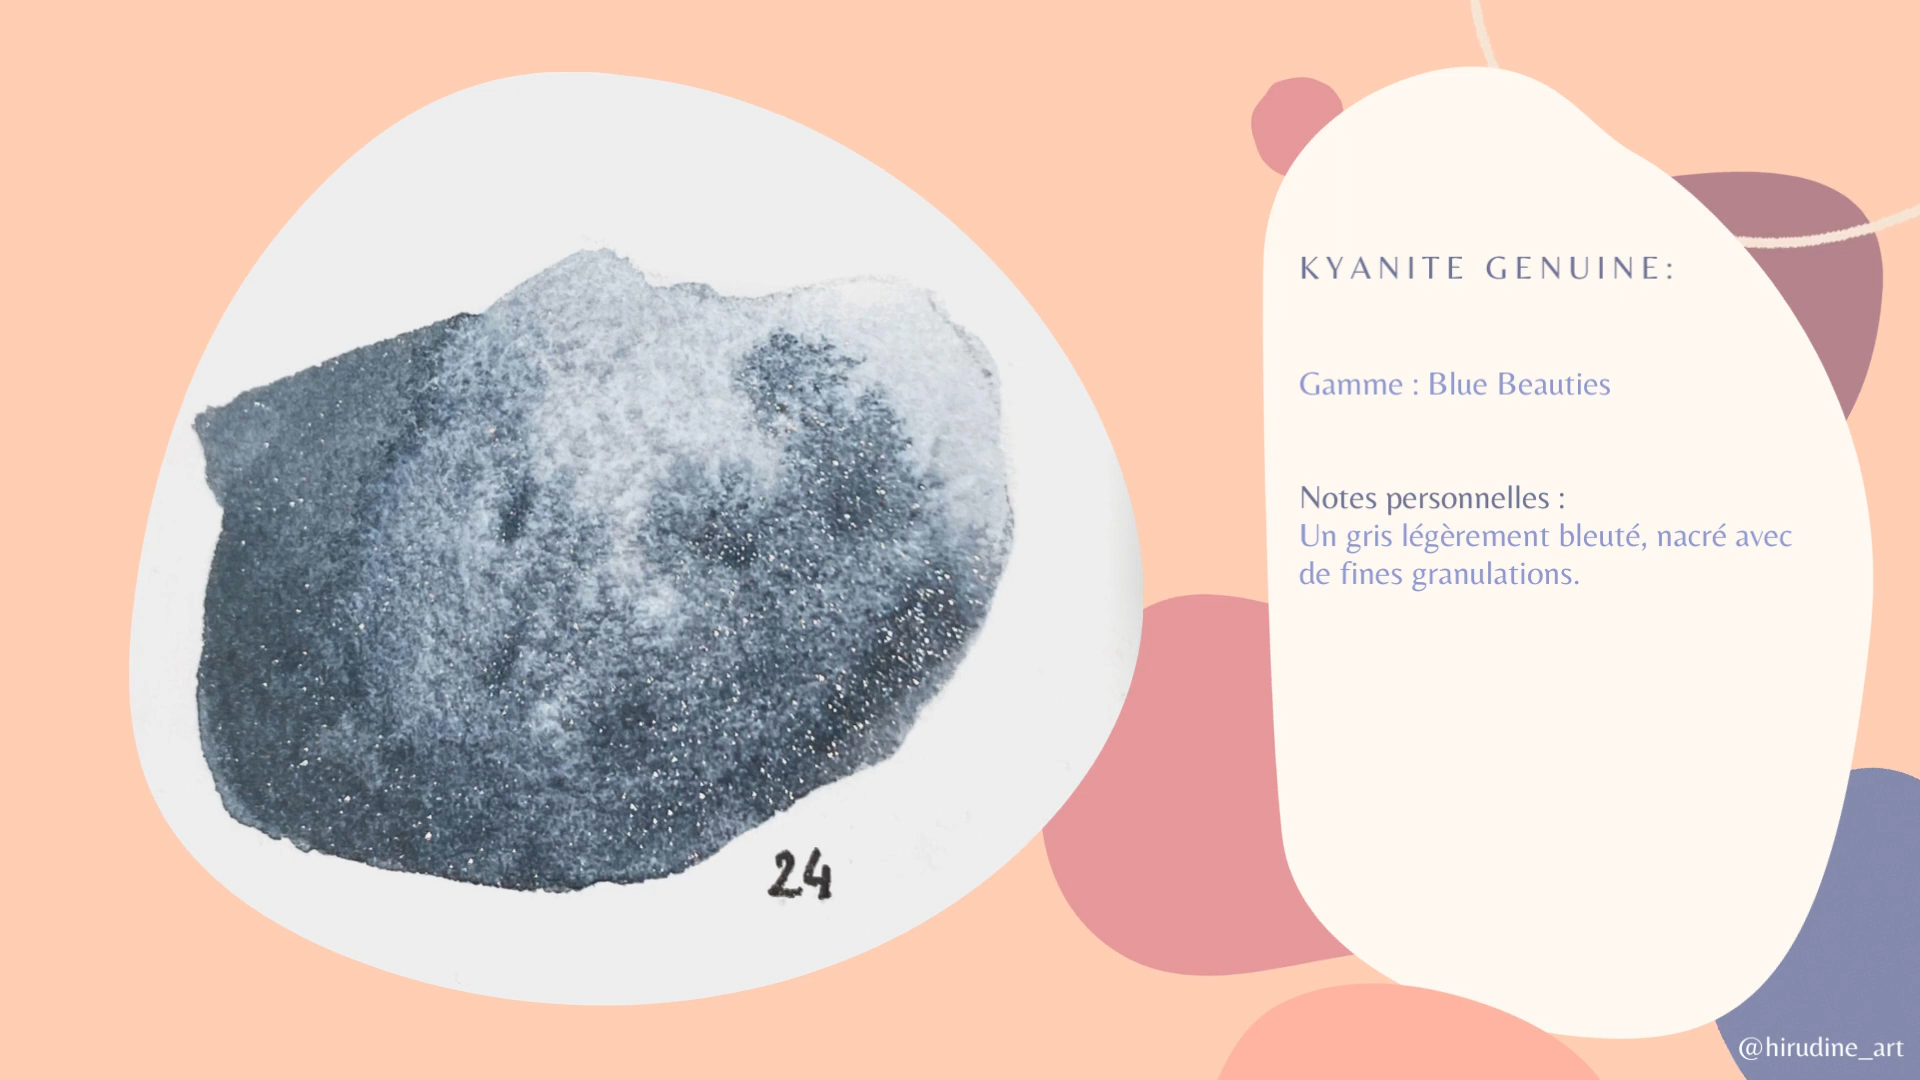 24
KYANITE GENUINE:
Gamme : Blue Beauties
Notes personnelles :
Un gris légèrement bleuté, nacré avec
de fines granulations.
@hirudine_art